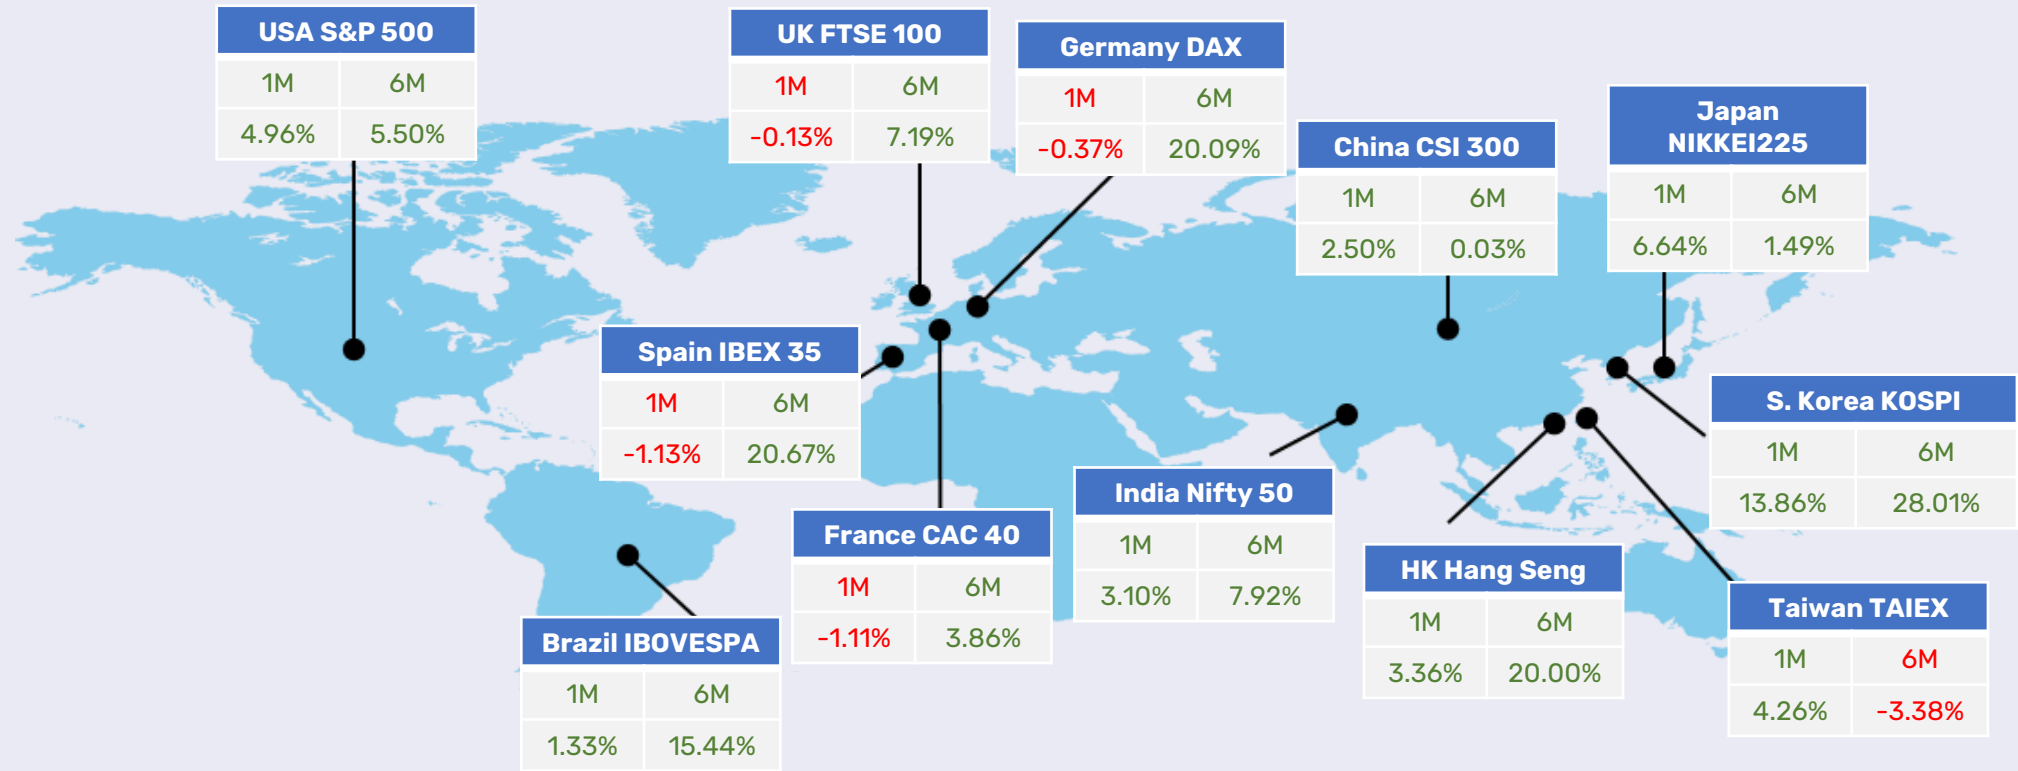 USA S&P 500
1M 6M
4.96% 5.50%
UK FTSE 100
1M 6M
-0.13% 7.19%
Germany DAX
1M 6M
-0.37% 20.09%
China CSI 300
1M 6M
2.50% 0.03%
Japan
NIKKEI225
1M 6M
6.64% 1.49%
Spain IBEX 35
1M 6M
-1.13% 20.67%
S. Korea KOSPI
1M 6M
13.86% 28.01%
India Nifty 50
1M 6M
3.10% 7.92%
France CAC 40
1M 6M
-1.11% 3.86%
HK Hang Seng
1M 6M
3.36% 20.00%
Taiwan TAIEX
1M 6M
4.26% -3.38%
Brazil IBOVESPA
1M 6M
1.33% 15.44%